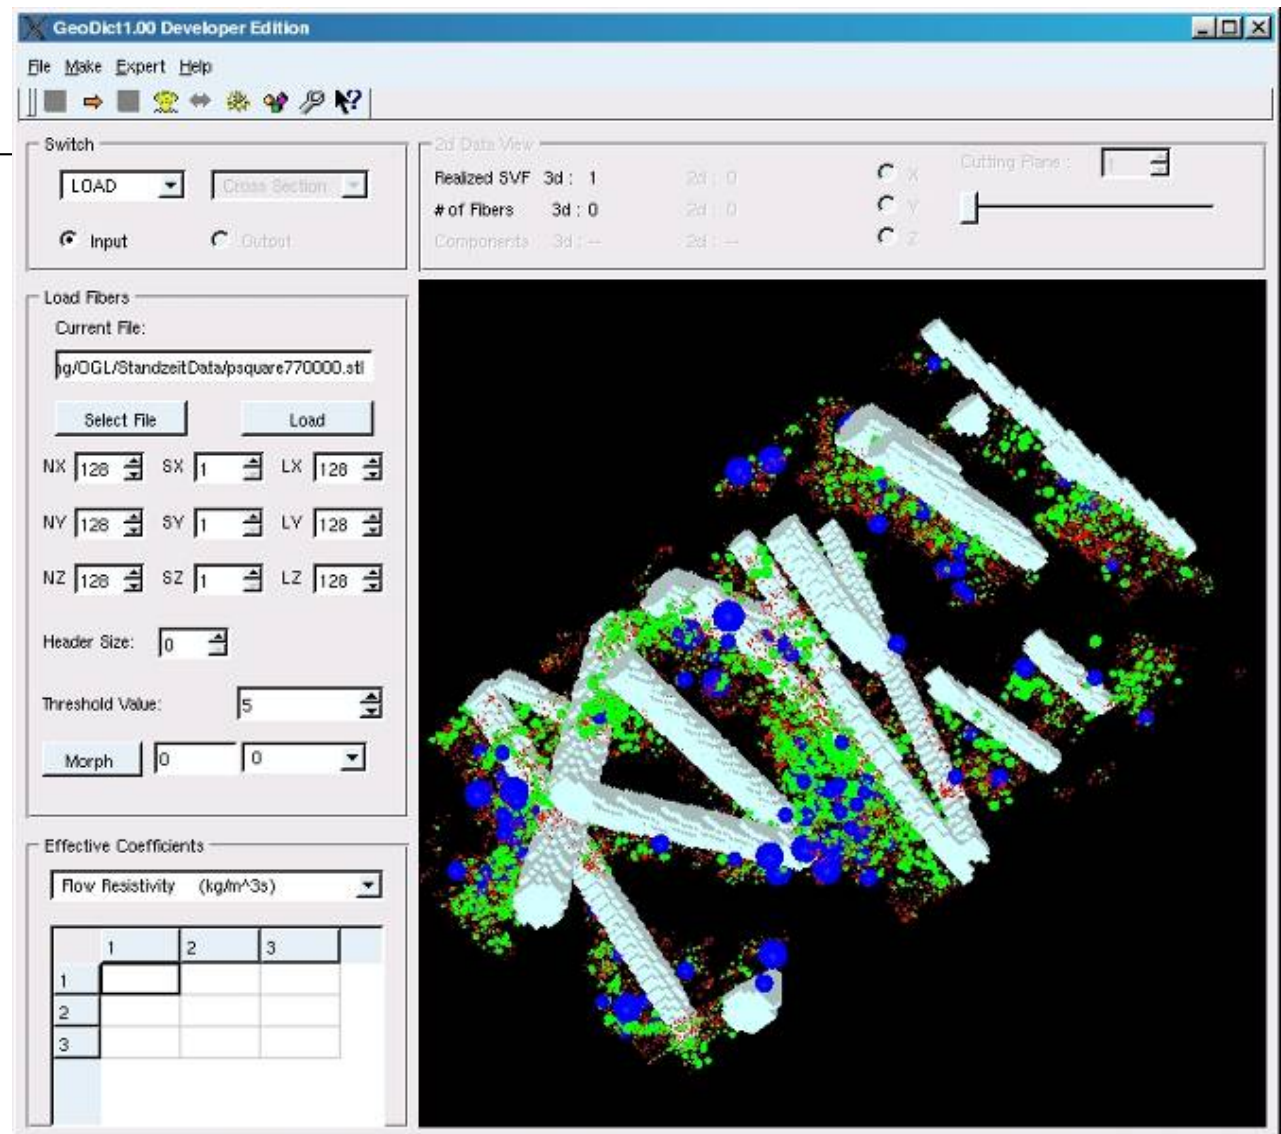 GeoDict1.00 Developer Edition
File Make Expert Help
Switch
LOAD Cross Section
Input Output
2d Data View
Realized SVF 3d : 1 2d : 0 X Cutting Plane : 1
# of Fibers 3d : 0 2d : 0 Y
Components 3d : -- 2d : -- Z
Load Fibers
Current File:
ng/OGL/StandzeitData/psquare770000.stl
Select File Load
NX 128 SX 1 LX 128
NY 128 SY 1 LY 128
NZ 128 SZ 1 LZ 128
Header Size: 0
Threshold Value: 5
Morph 0 0
Effective Coefficients
Flow Resistivity (kg/m^3s)
1 2 3
1
2
3